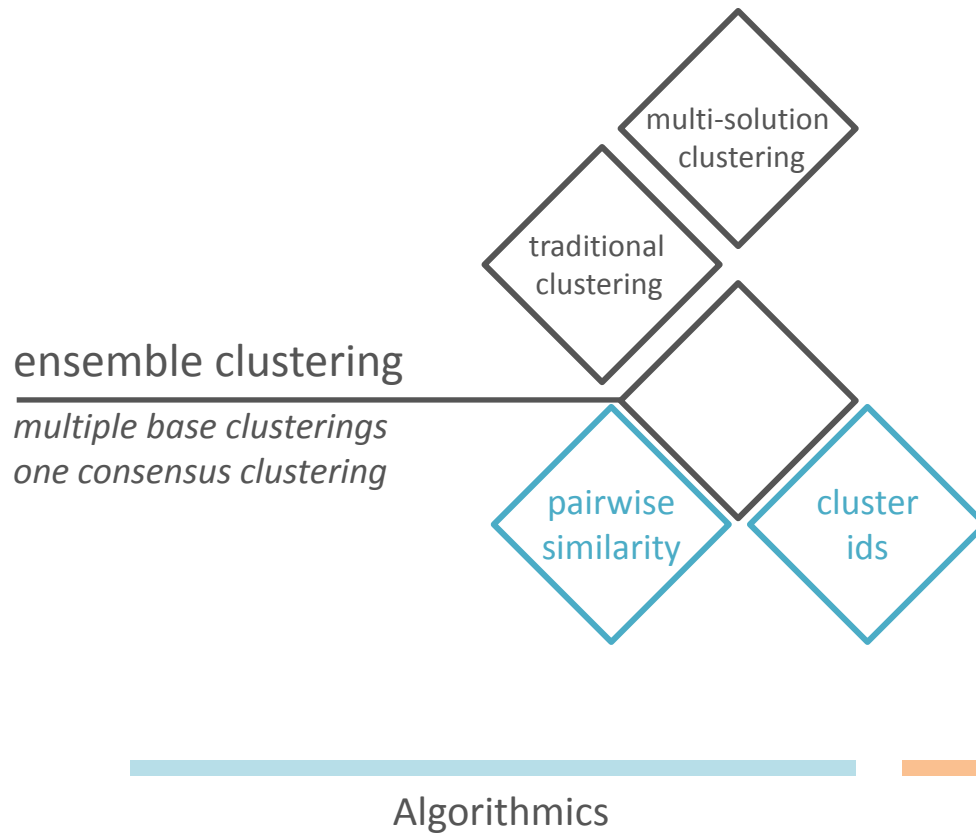 multi-solution
clustering
traditional
clustering
ensemble clustering
multiple base clusterings
one consensus clustering
pairwise
similarity
cluster
ids
Algorithmics